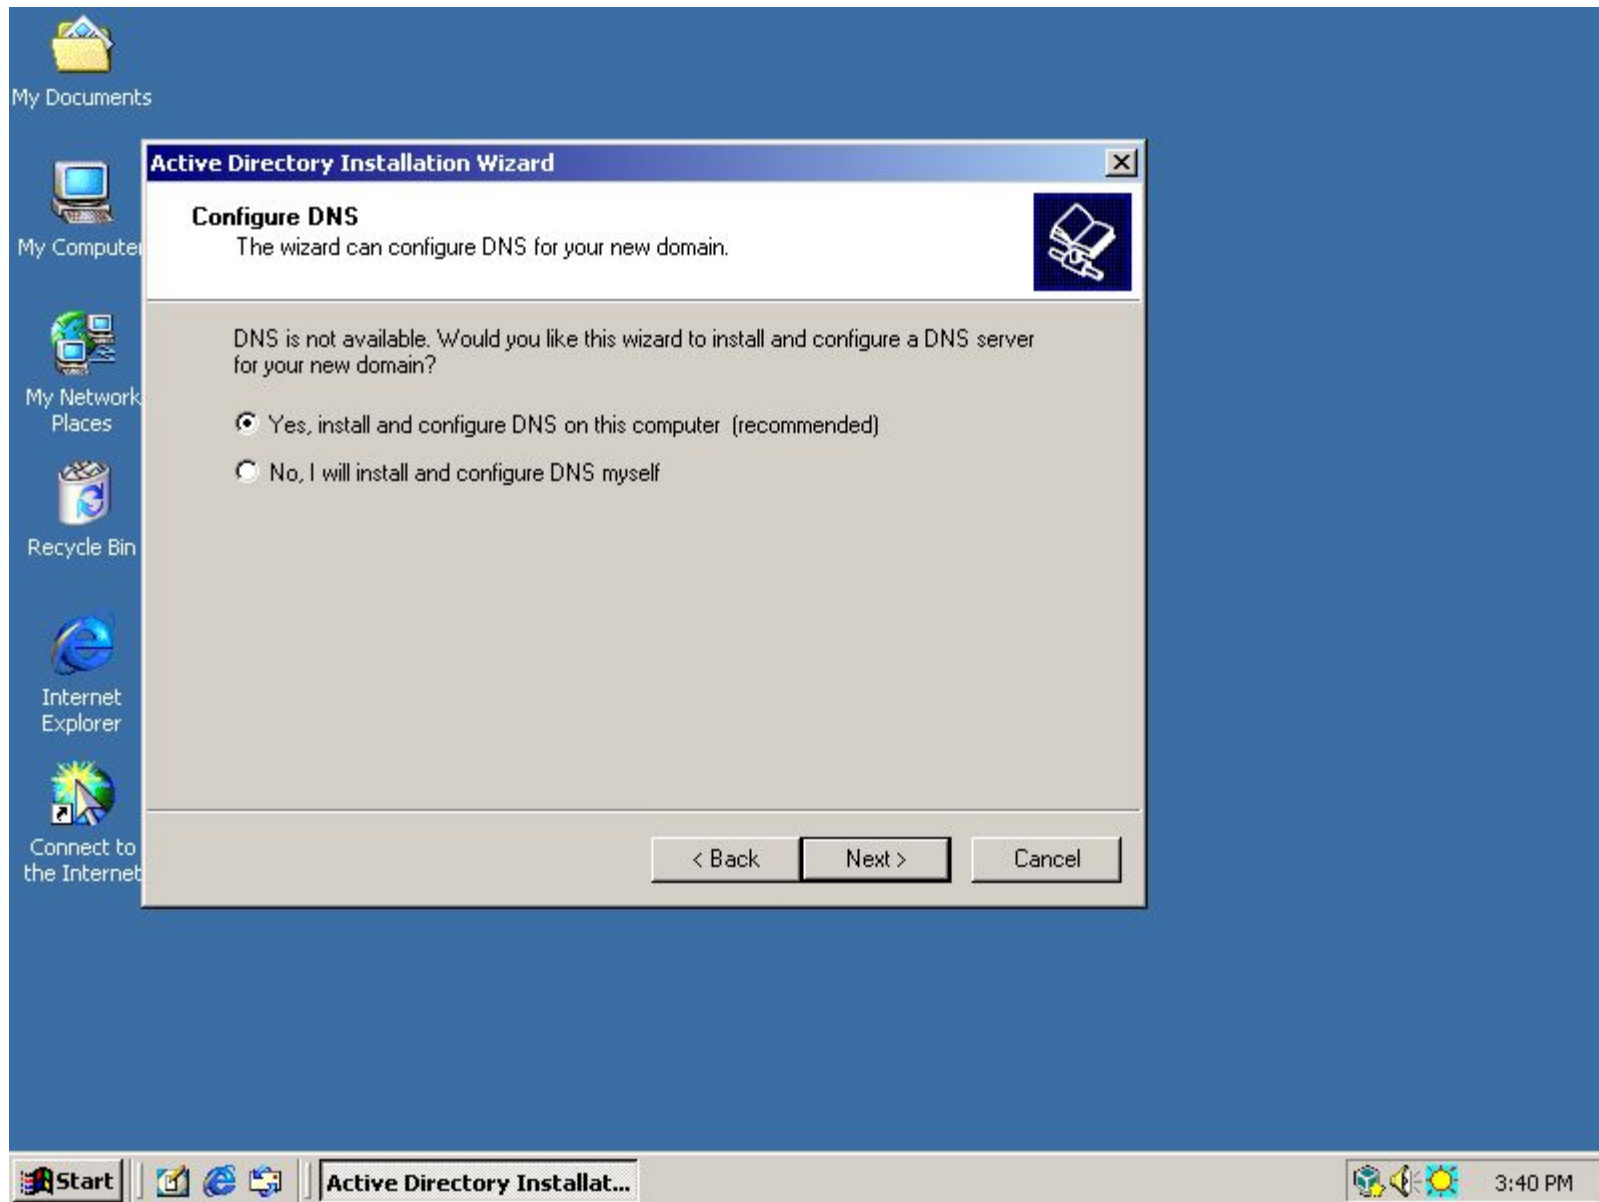 My Documents
My Computer
My Network
Places
Recycle Bin
Internet
Explorer
Connect to
the Internet
Active Directory Installation Wizard
Configure DNS
The wizard can configure DNS for your new domain.
DNS is not available. Would you like this wizard to install and configure a DNS server
for your new domain?
Yes, install and configure DNS on this computer (recommended)
No, I will install and configure DNS myself
< Back
Next >
Cancel
Start
Active Directory Installat...
3:40 PM